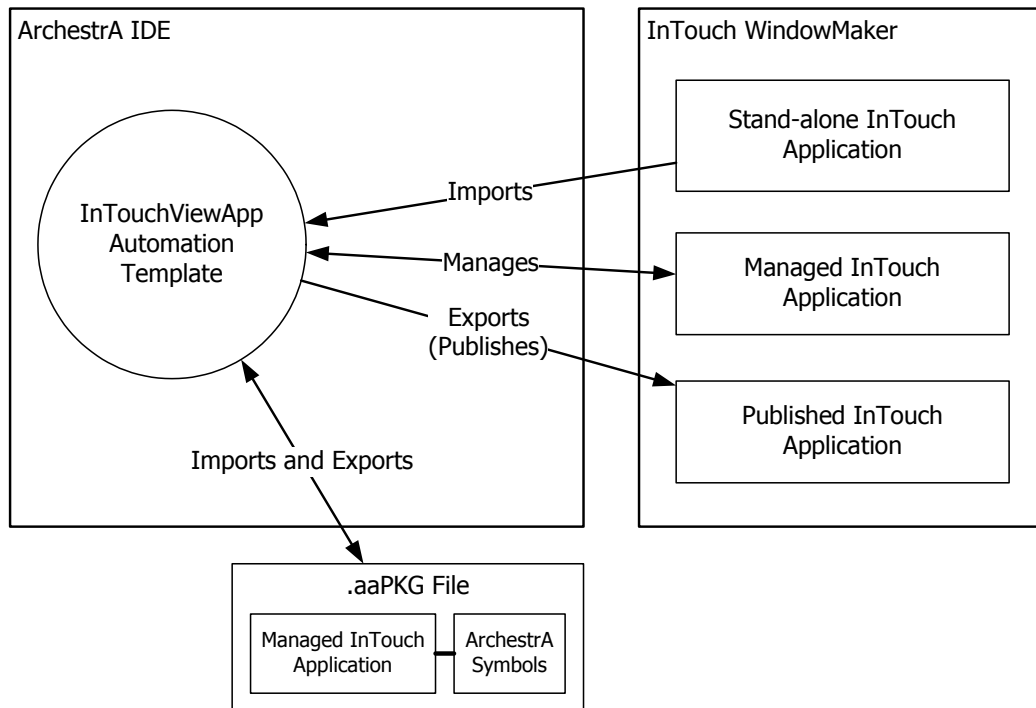 ArchestrA IDE
InTouch WindowMaker
Stand-alone InTouch
Application
Imports
InTouchViewApp
Automation
Template
Manages
Managed InTouch
Application
Exports
(Publishes)
Published InTouch
Application
Imports and Exports
.aaPKG File
Managed InTouch
Application
ArchestrA
Symbols